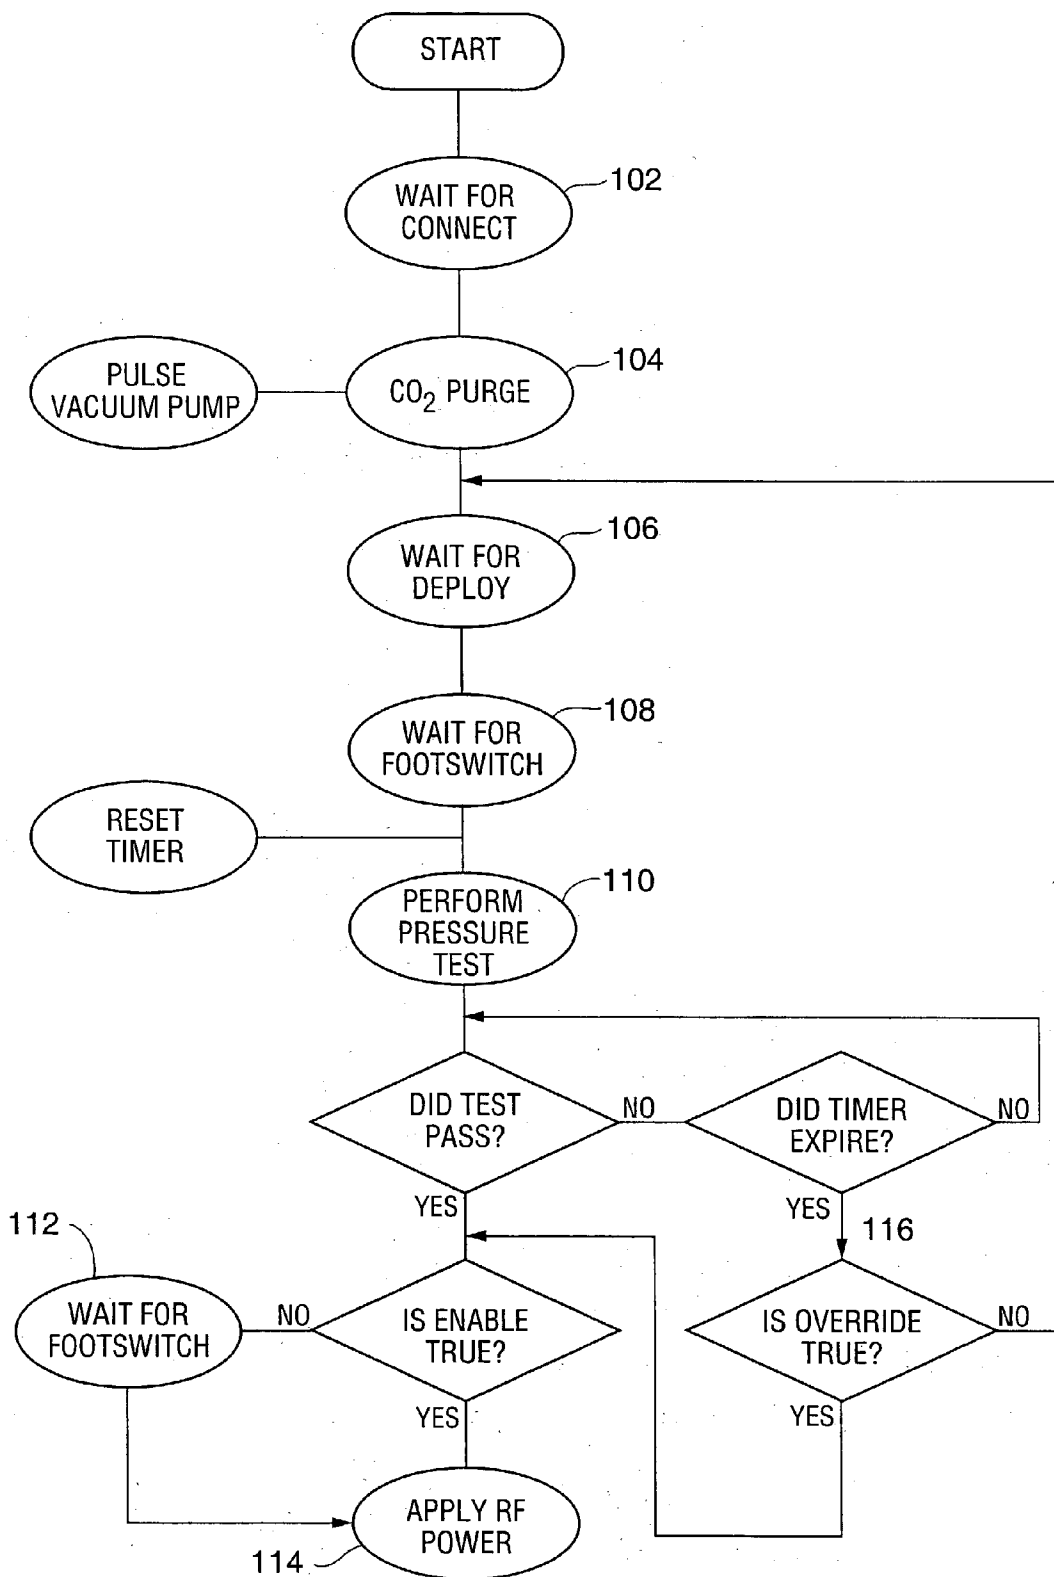 START
WAIT FOR
CONNECT
102
PULSE
VACUUM PUMP
CO2 PURGE
104
WAIT FOR
DEPLOY
106
WAIT FOR
FOOTSWITCH
108
RESET
TIMER
PERFORM
PRESSURE
TEST
110
DID TEST
PASS?
NO
DID TIMER
EXPIRE?
NO
YES
YES
116
112
WAIT FOR
FOOTSWITCH
NO
IS ENABLE
TRUE?
IS OVERRIDE
TRUE?
NO
YES
YES
APPLY RF
POWER
114